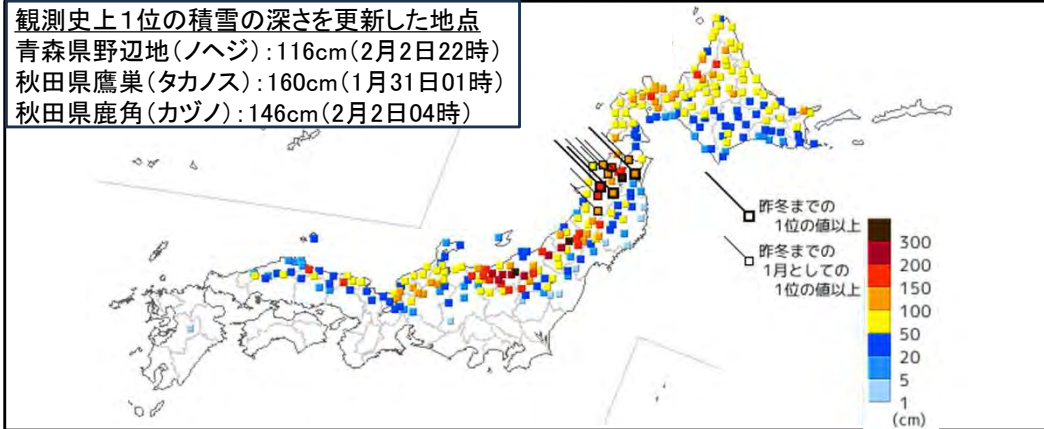 観測史上1位の積雪の深さを更新した地点
青森県野辺地(ノヘジ):116cm(2月2日22時)
秋田県鷹巣(タカノス):160cm(1月31日01時)
秋田県鹿角(カヅノ):146cm(2月2日04時)
昨冬までの
1位の値以上
昨冬までの
1月としての
1位の値以上
300
200
150
100
50
20
5
1
(cm)